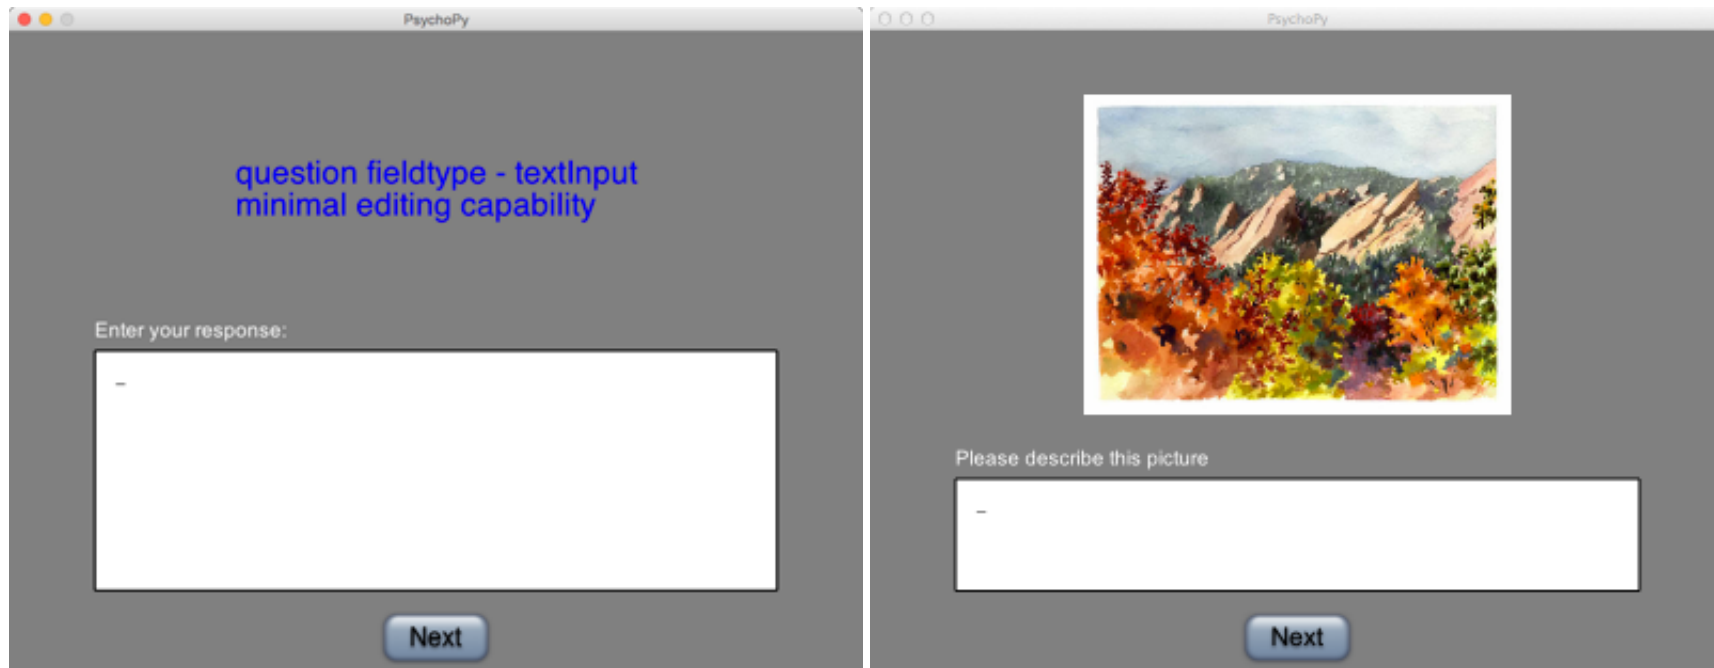 PsychoPy
question fieldtype - textInput
minimal editing capability
Enter your response:
_
Next
PsychoPy
Please describe this picture
_
Next